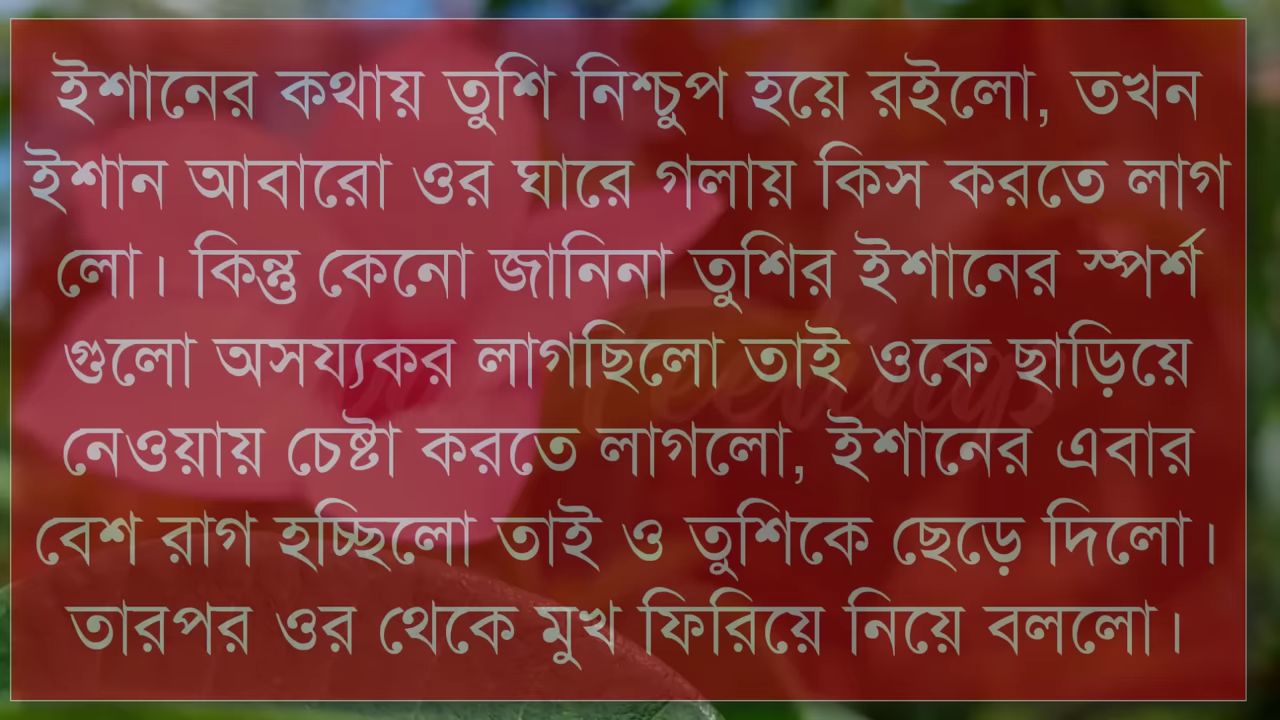 ইশানের কথায় তুশি নিশ্চুপ হয়ে রইলো, তখন
ইশান আবারো ওর ঘারে গলায় কিস করতে লাগ
লো। কিন্তু কেনো জানিনা তুশির ইশানের স্পর্শ
গুলো অসয্যকর লাগছিলো তাই ওকে ছাড়িয়ে
নেওয়ায় চেষ্টা করতে লাগলো, ইশানের এবার
বেশ রাগ হচ্ছিলো তাই ও তুশিকে ছেড়ে দিলো।
তারপর ওর থেকে মুখ ফিরিয়ে নিয়ে বললো।